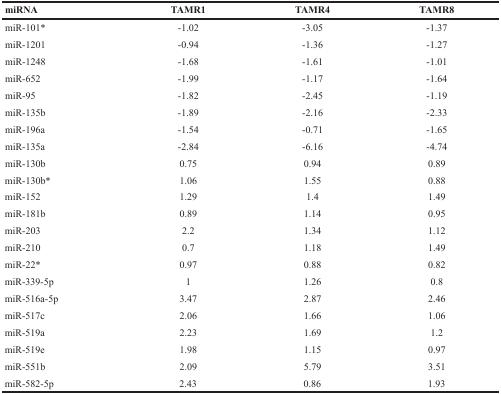 miRNA TAMR1 TAMR4 TAMR8
miR-101* -1.02 -3.05 -1.37
miR-1201 -0.94 -1.36 -1.27
miR-1248 -1.68 -1.61 -1.01
miR-652 -1.99 -1.17 -1.64
miR-95 -1.82 -2.45 -1.19
miR-135b -1.89 -2.16 -2.33
miR-196a -1.54 -0.71 -1.65
miR-135a -2.84 -6.16 -4.74
miR-130b 0.75 0.94 0.89
miR-130b* 1.06 1.55 0.88
miR-152 1.29 1.4 1.49
miR-181b 0.89 1.14 0.95
miR-203 2.2 1.34 1.12
miR-210 0.7 1.18 1.49
miR-22* 0.97 0.88 0.82
miR-339-5p 1 1.26 0.8
miR-516a-5p 3.47 2.87 2.46
miR-517c 2.06 1.66 1.06
miR-519a 2.23 1.69 1.2
miR-519e 1.98 1.15 0.97
miR-551b 2.09 5.79 3.51
miR-582-5p 2.43 0.86 1.93